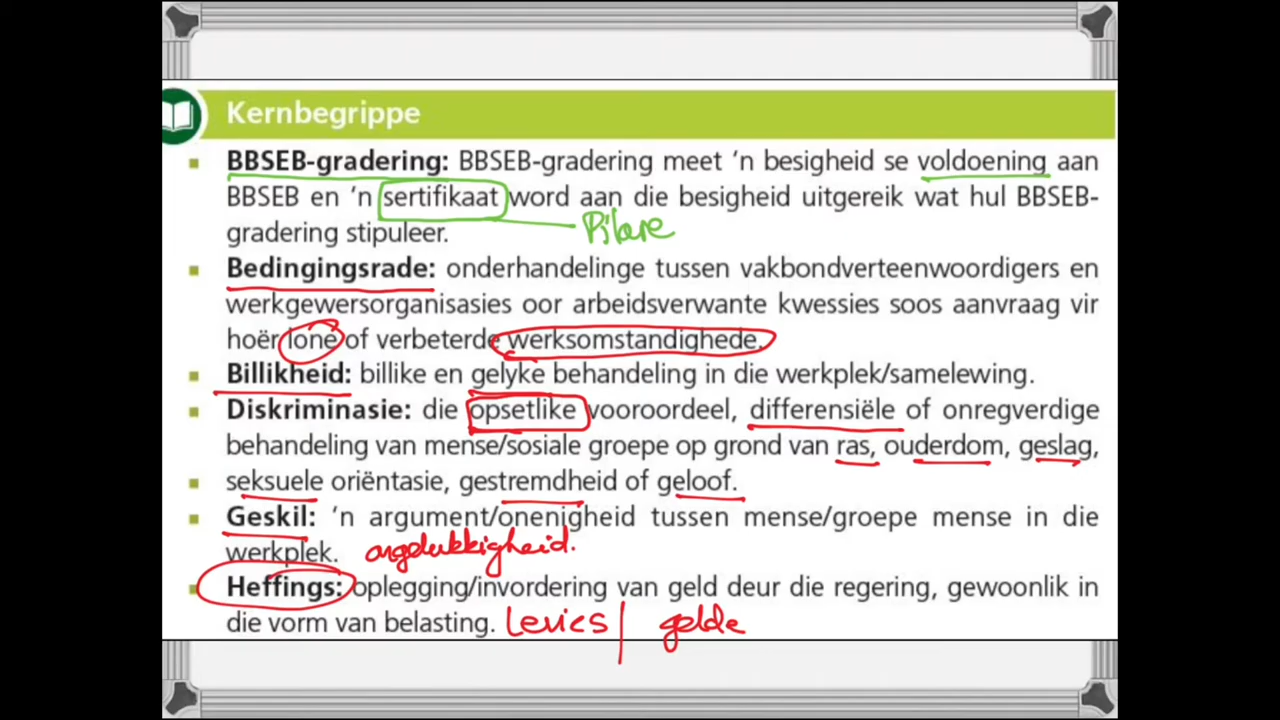 Kernbegrippe
BBSEB-gradering: BBSEB-gradering meet ’n besigheid se voldoening aan
BBSEB en ’n sertifikaat word aan die besigheid uitgereik wat hul BBSEB-
gradering stipuleer. Pilare
Bedingingsrade: onderhandelinge tussen vakbondverteenwoordigers en
werkgewersorganisasies oor arbeidsverwante kwessies soos aanvraag vir
hoër lone of verbeterde werksomstandighede.
Billikheid: billike en gelyke behandeling in die werkplek/samelewing.
Diskriminasie: die opsetlike vooroordeel, differensiële of onregverdige
behandeling van mense/sosiale groepe op grond van ras, ouderdom, geslag,
seksuele oriëntasie, gestremdheid of geloof.
Geskil: ’n argument/onenigheid tussen mense/groepe mense in die
werkplek. ongelukkigheid.
Heffings: oplegging/invordering van geld deur die regering, gewoonlik in
die vorm van belasting. Levies | gelde